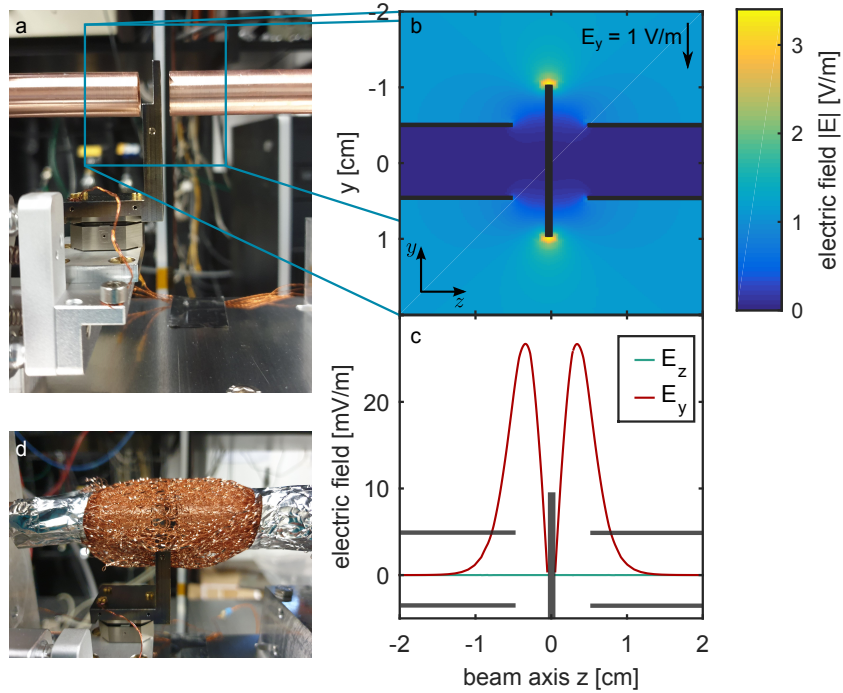 a
b
E_y = 1 V/m
-2
-1
0
1
y [cm]
y
z
3
2
1
0
electric field |E| [V/m]
c
E_z
E_y
20
10
0
electric field [mV/m]
-2 -1 0 1 2
beam axis z [cm]
d